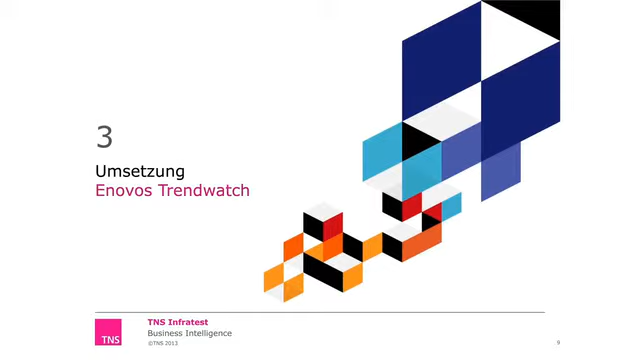 3
Umsetzung
Enovos Trendwatch
TNS
TNS Infratest
Business Intelligence
©TNS 2013
9